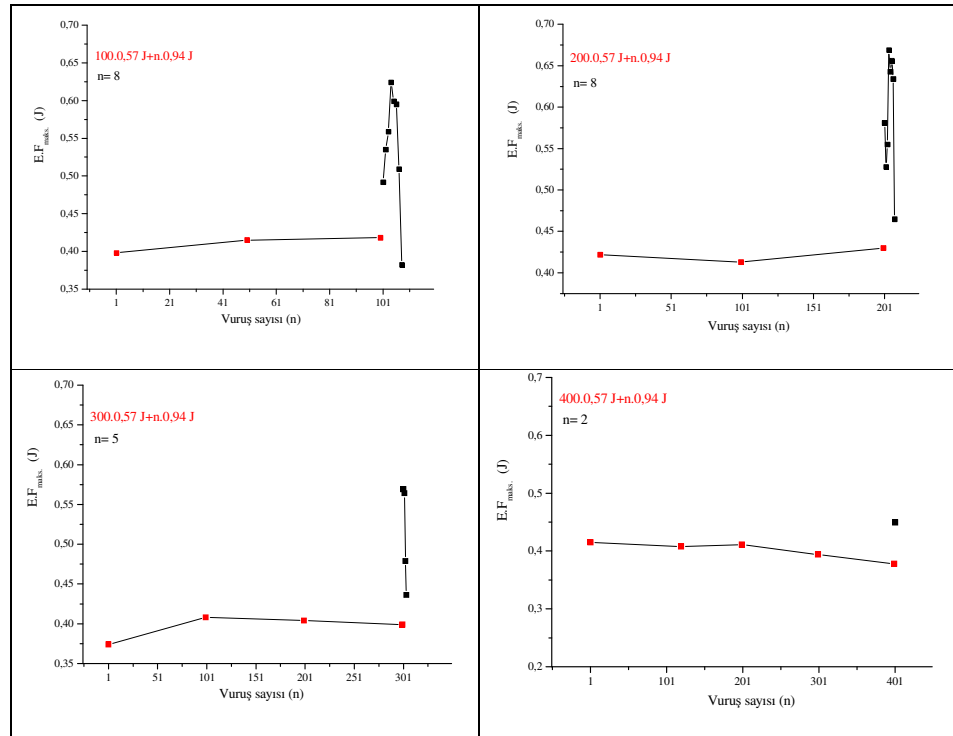 0,70
0,65
0,60
0,55
0,50
0,45
0,40
0,35
E.F maks. (J)
100.0,57 J+n.0,94 J
n= 8
1 21 41 61 81 101
Vuruş sayısı (n)
0,70
0,65
0,60
0,55
0,50
0,45
0,40
E.F maks. (J)
200.0,57 J+n.0,94 J
n= 8
1 51 101 151 201
Vuruş sayısı (n)
0,70
0,65
0,60
0,55
0,50
0,45
0,40
0,35
E.F maks. (J)
300.0,57 J+n.0,94 J
n= 5
1 51 101 151 201 251 301
Vuruş sayısı (n)
0,7
0,6
0,5
0,4
0,3
0,2
E.F maks. (J)
400.0,57 J+n.0,94 J
n= 2
1 101 201 301 401
Vuruş sayısı (n)